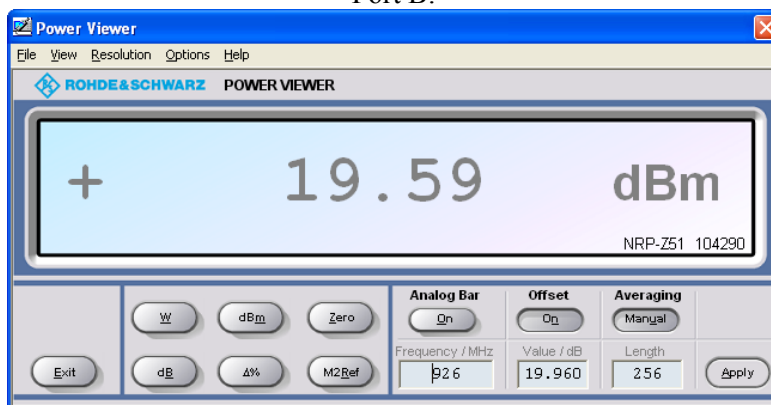 Port B:
Power Viewer
File View Resolution Options Help
ROHDE&SCHWARZ POWER VIEWER
+ 19.59 dBm
NRP-Z51 104290
Analog Bar Offset Averaging
W dBm Zero On On Manual
Frequency / MHz Value / dB Length
Exit dB Δ% M2Ref 926 19.960 256 Apply